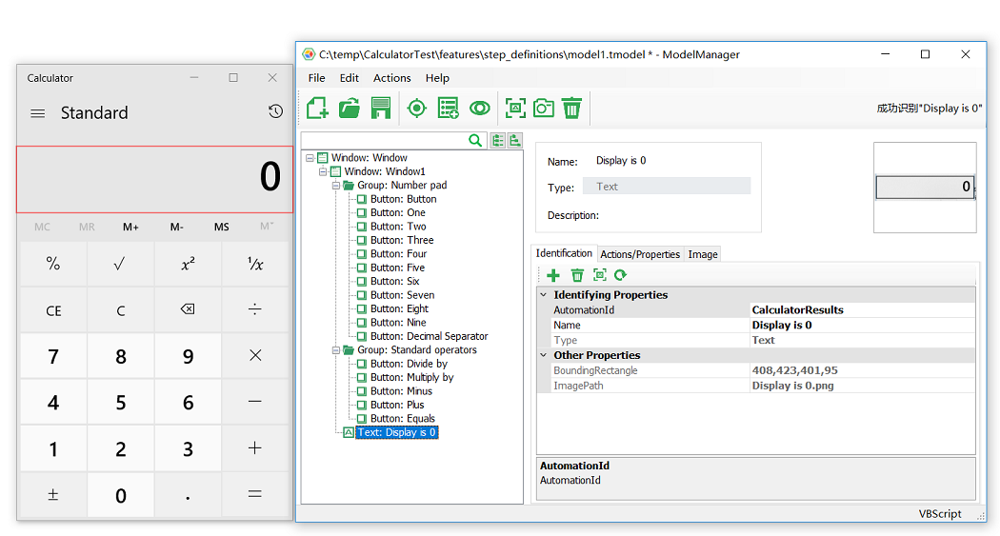 Calculator
Standard
0
MC MR M+ M- MS M˅
% √ x² ¹/x
CE C ÷
7 8 9 ×
4 5 6 −
1 2 3 +
± 0 . =
C:\temp\CalculatorTest\features\step_definitions\model1.tmodel * - ModelManager
File Edit Actions Help
成功识别"Display is 0"
Window: Window
Window: Window1
Group: Number pad
Button: Button
Button: One
Button: Two
Button: Three
Button: Four
Button: Five
Button: Six
Button: Seven
Button: Eight
Button: Nine
Button: Decimal Separator
Group: Standard operators
Button: Divide by
Button: Multiply by
Button: Minus
Button: Plus
Button: Equals
Text: Display is 0
Name: Display is 0
Type: Text
Description:
0
Identification Actions/Properties Image
Identifying Properties
AutomationId CalculatorResults
Name Display is 0
Type Text
Other Properties
BoundingRectangle 408,423,401,95
ImagePath Display is 0.png
AutomationId
AutomationId
VBScript